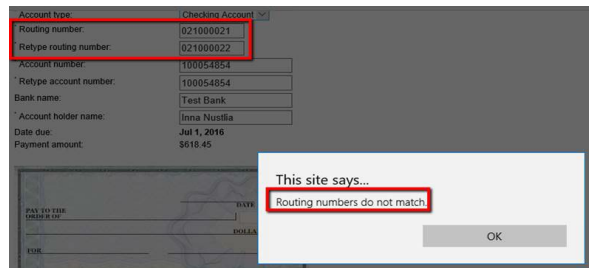 Account type: Checking Account
* Routing number: 021000021
* Retype routing number: 021000022
* Account number: 100054854
* Retype account number: 100054854
Bank name: Test Bank
* Account holder name: Inna Nustlia
Date due: Jul 1, 2016
Payment amount: $618.45
This site says...
Routing numbers do not match.
OK
DATE
PAY TO THE
ORDER OF
DOLLA
FOR